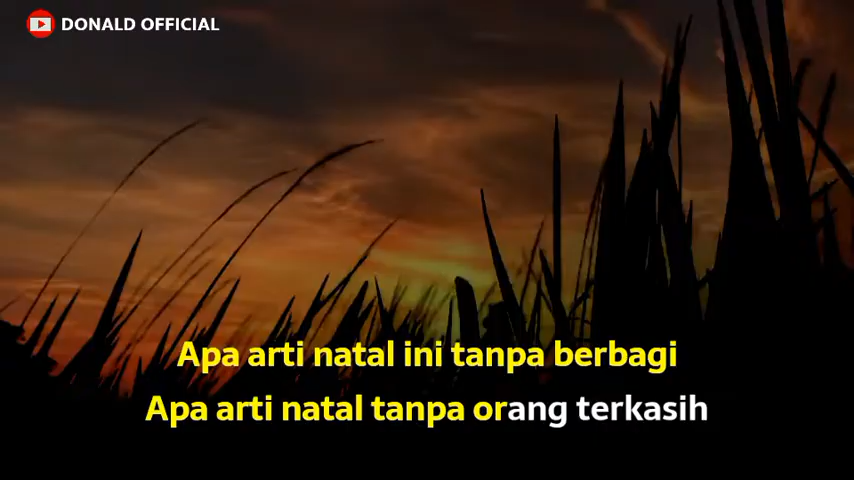 DONALD OFFICIAL
Apa arti natal ini tanpa berbagi
Apa arti natal tanpa orang terkasih